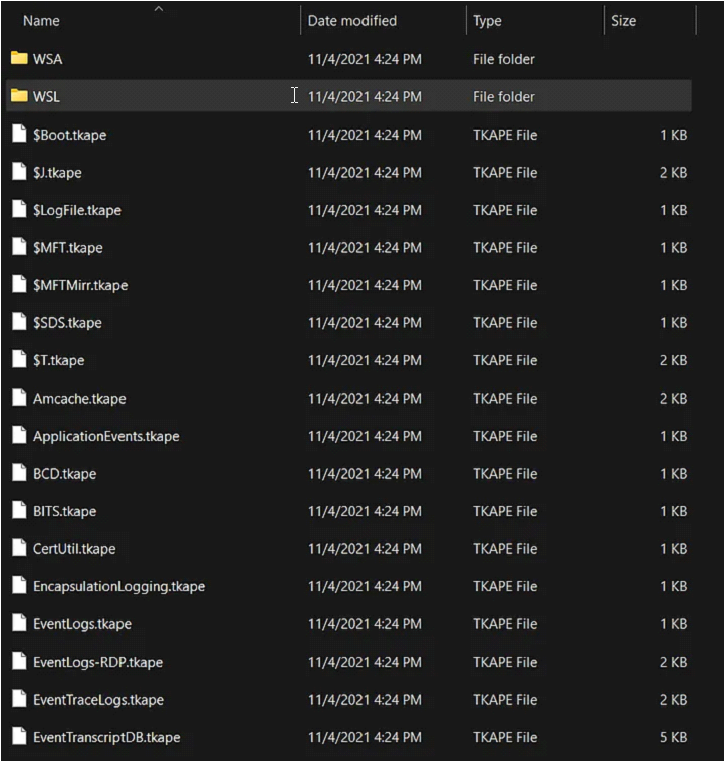 Name Date modified Type Size
WSA 11/4/2021 4:24 PM File folder
WSL 11/4/2021 4:24 PM File folder
$Boot.tkape 11/4/2021 4:24 PM TKAPE File 1 KB
$J.tkape 11/4/2021 4:24 PM TKAPE File 2 KB
$LogFile.tkape 11/4/2021 4:24 PM TKAPE File 1 KB
$MFT.tkape 11/4/2021 4:24 PM TKAPE File 1 KB
$MFTMirr.tkape 11/4/2021 4:24 PM TKAPE File 1 KB
$SDS.tkape 11/4/2021 4:24 PM TKAPE File 1 KB
$T.tkape 11/4/2021 4:24 PM TKAPE File 2 KB
Amcache.tkape 11/4/2021 4:24 PM TKAPE File 2 KB
ApplicationEvents.tkape 11/4/2021 4:24 PM TKAPE File 1 KB
BCD.tkape 11/4/2021 4:24 PM TKAPE File 1 KB
BITS.tkape 11/4/2021 4:24 PM TKAPE File 1 KB
CertUtil.tkape 11/4/2021 4:24 PM TKAPE File 1 KB
EncapsulationLogging.tkape 11/4/2021 4:24 PM TKAPE File 1 KB
EventLogs.tkape 11/4/2021 4:24 PM TKAPE File 1 KB
EventLogs-RDP.tkape 11/4/2021 4:24 PM TKAPE File 2 KB
EventTraceLogs.tkape 11/4/2021 4:24 PM TKAPE File 2 KB
EventTranscriptDB.tkape 11/4/2021 4:24 PM TKAPE File 5 KB